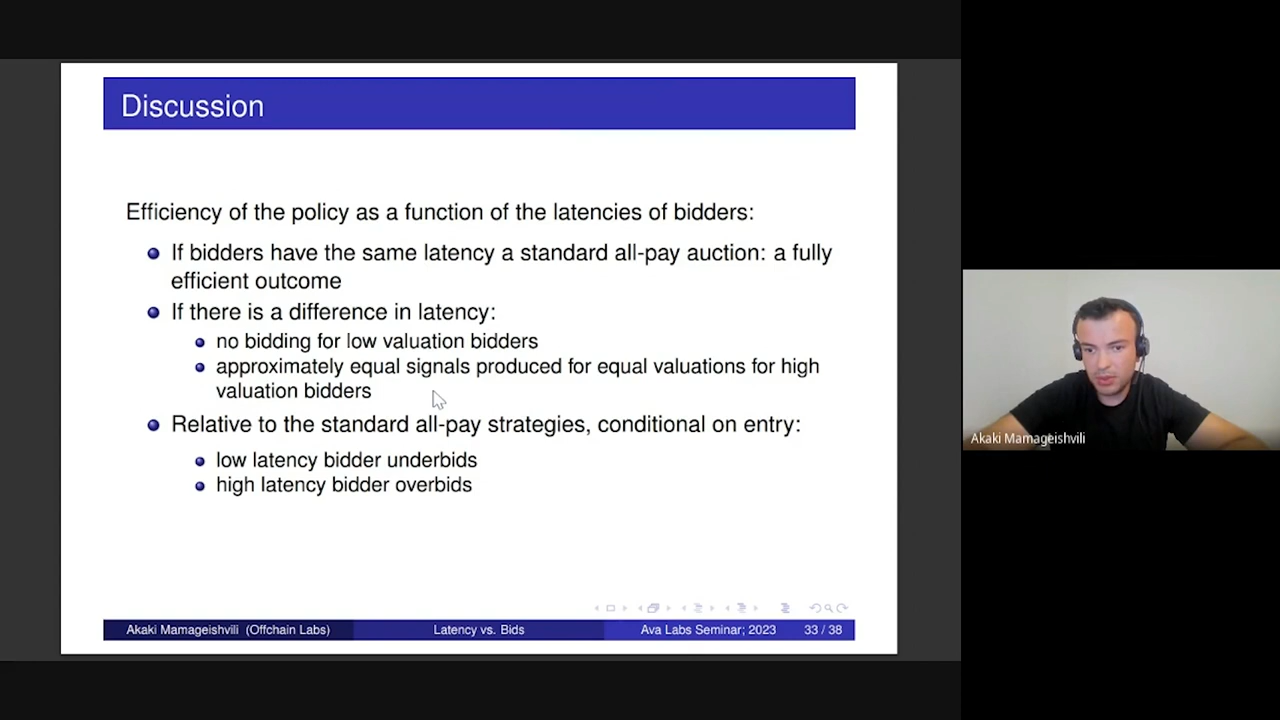 Discussion
Efficiency of the policy as a function of the latencies of bidders:
If bidders have the same latency a standard all-pay auction: a fully
efficient outcome
If there is a difference in latency:
no bidding for low valuation bidders
approximately equal signals produced for equal valuations for high
valuation bidders
Relative to the standard all-pay strategies, conditional on entry:
low latency bidder underbids
high latency bidder overbids
Akaki Mamageishvili (Offchain Labs) Latency vs. Bids Ava Labs Seminar; 2023 33 / 38
Akaki Mamageishvili